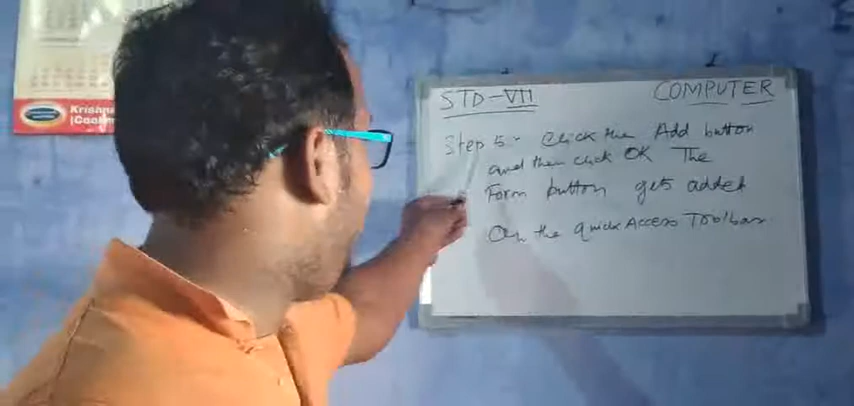 Krishna
STD-VII COMPUTER
Step 5:- Click the Add button
and then click OK The
Form button gets added
On the Quick Access Toolbar